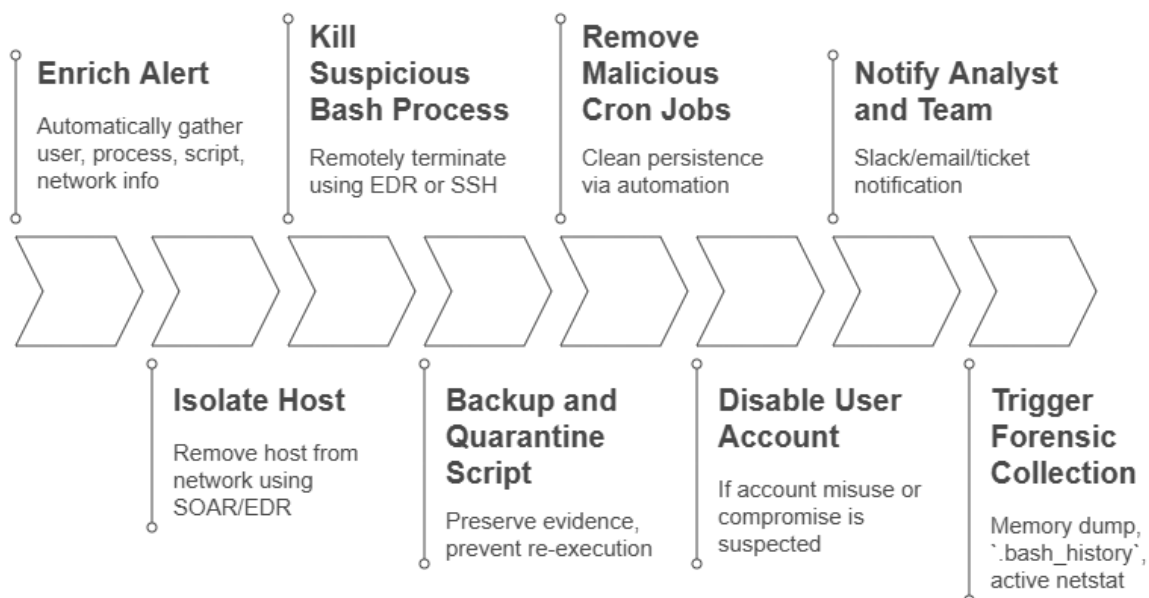 Enrich Alert
Automatically gather
user, process, script,
network info
Isolate Host
Remove host from
network using
SOAR/EDR
Kill
Suspicious
Bash Process
Remotely terminate
using EDR or SSH
Backup and
Quarantine
Script
Preserve evidence,
prevent re-execution
Remove
Malicious
Cron Jobs
Clean persistence
via automation
Disable User
Account
If account misuse or
compromise is
suspected
Notify Analyst
and Team
Slack/email/ticket
notification
Trigger
Forensic
Collection
Memory dump,
`.bash_history`,
active netstat